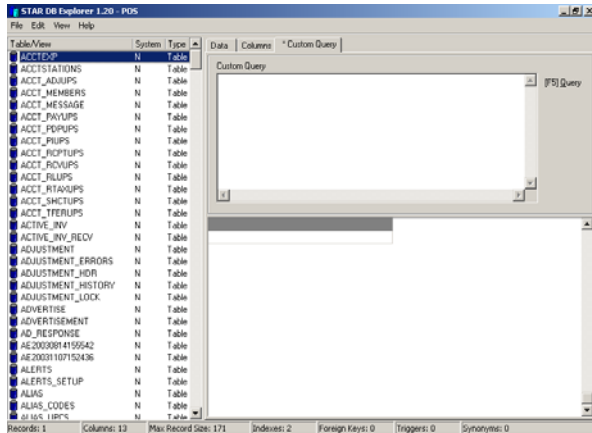 STAR DB Explorer 1.20 - POS
File Edit View Help
Table/View System Type
Data Columns * Custom Query
ACCTEXP N Table
ACCTSTATIONS N Table
ACCT_ADJUPS N Table
ACCT_MEMBERS N Table
ACCT_MESSAGE N Table
ACCT_PAYUPS N Table
ACCT_PDPUPS N Table
ACCT_PIUPS N Table
ACCT_RCPTUPS N Table
ACCT_RCVUPS N Table
ACCT_RLUPS N Table
ACCT_RTAXUPS N Table
ACCT_SHCTUPS N Table
ACCT_TFERUPS N Table
ACTIVE_INV N Table
ACTIVE_INV_RECV N Table
ADJUSTMENT N Table
ADJUSTMENT_ERRORS N Table
ADJUSTMENT_HDR N Table
ADJUSTMENT_HISTORY N Table
ADJUSTMENT_LOCK N Table
ADVERTISE N Table
ADVERTISEMENT N Table
AD_RESPONSE N Table
AE20030814155542 N Table
AE20031107152436 N Table
ALERTS N Table
ALERTS_SETUP N Table
ALIAS N Table
ALIAS_CODES N Table
ALIAS_UPCS N Table
Custom Query
[F5] Query
Records: 1 Columns: 13 Max Record Size: 171 Indexes: 2 Foreign Keys: 0 Triggers: 0 Synonyms: 0